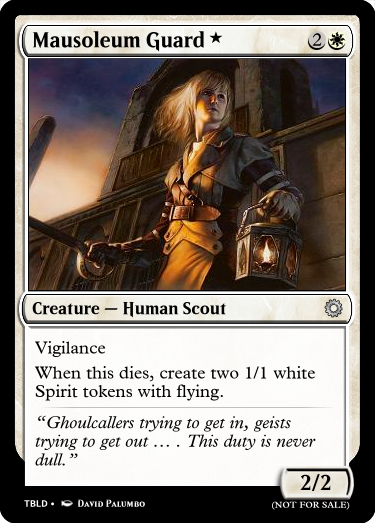 Mausoleum Guard ★ 2
Creature — Human Scout
Vigilance
When this dies, create two 1/1 white
Spirit tokens with flying.
“Ghoulcallers trying to get in, geists
trying to get out … . This duty is never
dull.”
2/2
TBLD • David Palumbo
(NOT FOR SALE)